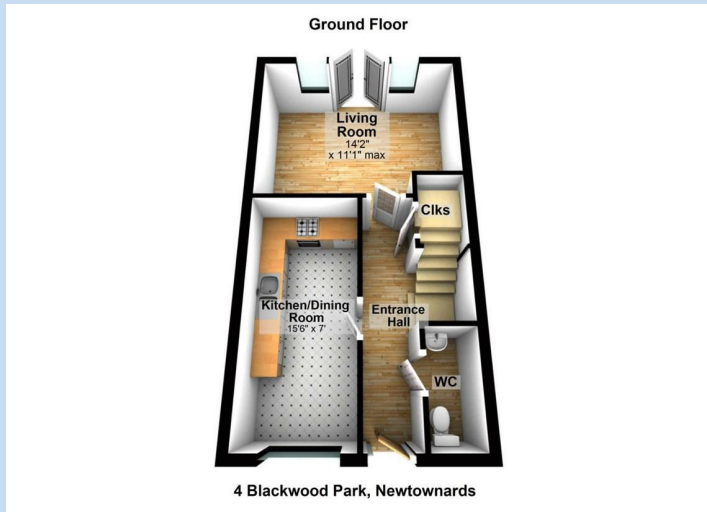 Ground Floor
Living
Room
14'2"
x 11'1" max
Clks
Kitchen/Dining
Room
15'6" x 7'
Entrance
Hall
WC
4 Blackwood Park, Newtownards